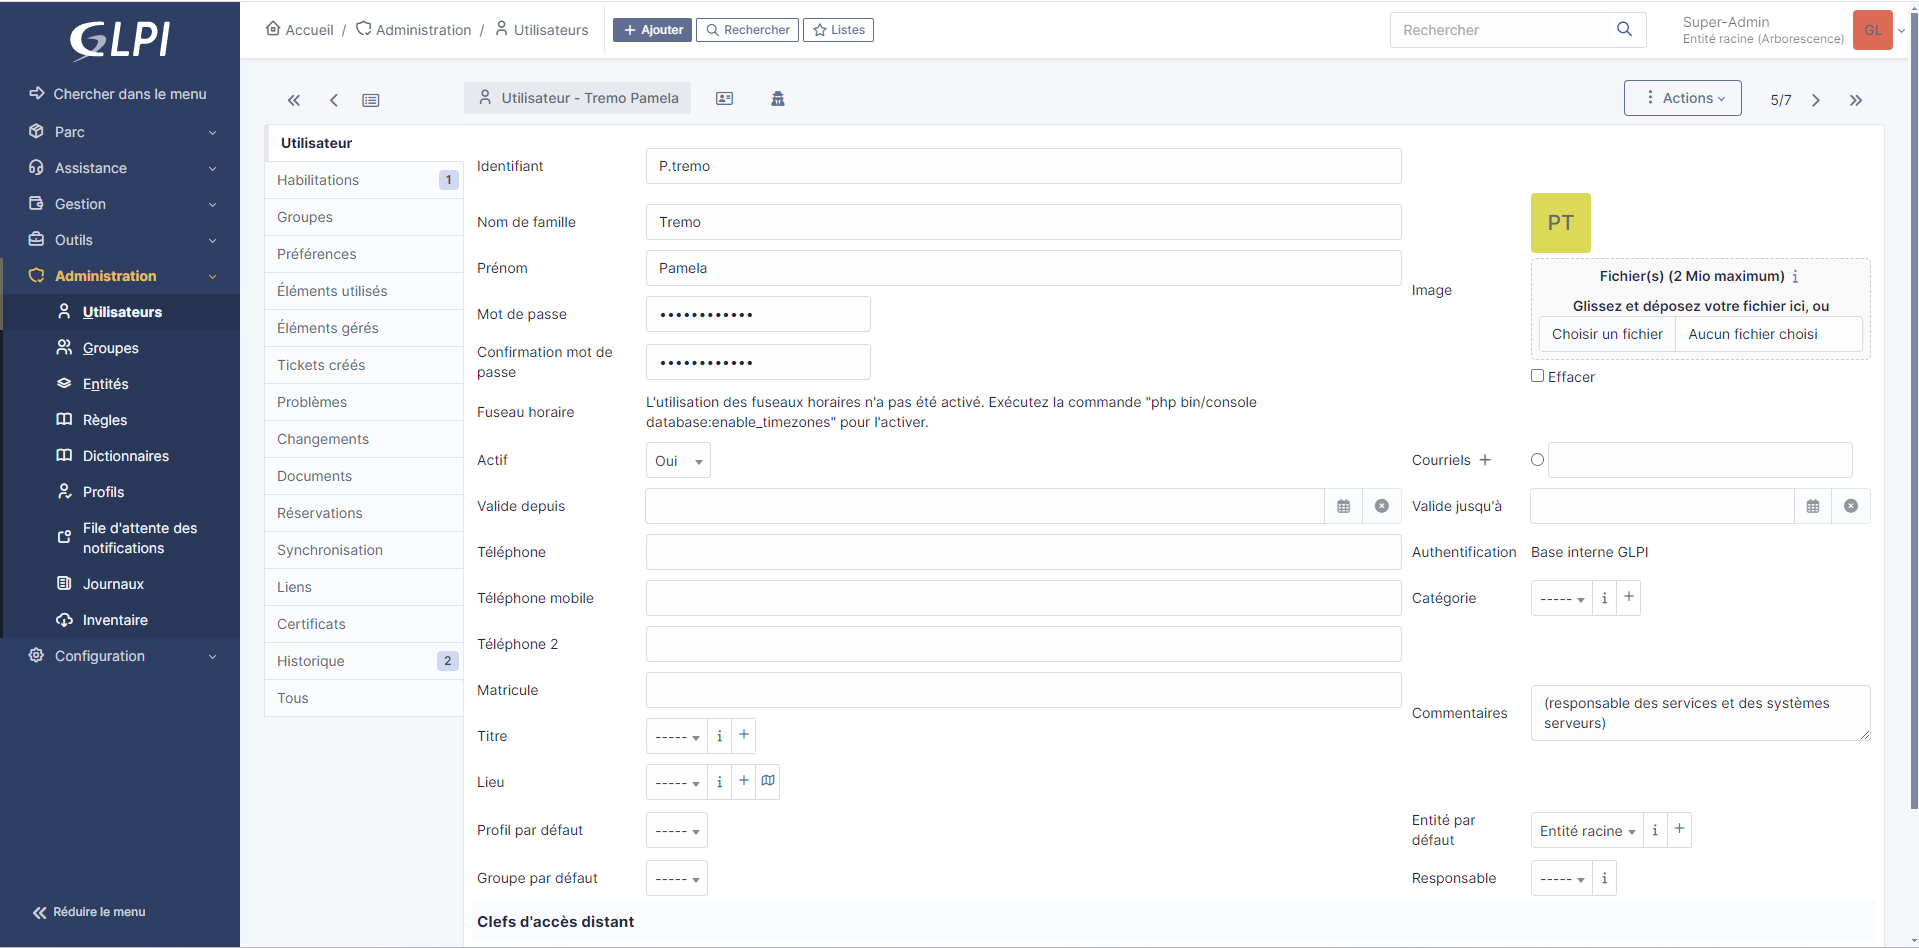 GLPI
Accueil / Administration / Utilisateurs
Ajouter
Rechercher
Listes
Rechercher
Super-Admin
Entité racine (Arborescence)
GL
Chercher dans le menu
Parc
Assistance
Gestion
Outils
Administration
Utilisateurs
Groupes
Entités
Règles
Dictionnaires
Profils
File d'attente des
notifications
Journaux
Inventaire
Configuration
Réduire le menu
Utilisateur - Tremo Pamela
Actions
5/7
Utilisateur
Habilitations 1
Groupes
Préférences
Éléments utilisés
Éléments gérés
Tickets créés
Problèmes
Changements
Documents
Réservations
Synchronisation
Liens
Certificats
Historique 2
Tous
Identifiant P.tremo
Nom de famille Tremo
Prénom Pamela
Mot de passe ••••••••••••
Confirmation mot de
passe ••••••••••••
Fuseau horaire
L'utilisation des fuseaux horaires n'a pas été activé. Exécutez la commande "php bin/console
database:enable_timezones" pour l'activer.
Image
PT
Fichier(s) (2 Mio maximum)
Glissez et déposez votre fichier ici, ou
Choisir un fichier Aucun fichier choisi
Effacer
Actif Oui
Courriels +
Valide depuis
Valide jusqu'à
Téléphone
Authentification Base interne GLPI
Téléphone mobile
Catégorie -----
Téléphone 2
Matricule
Commentaires
(responsable des services et des systèmes
serveurs)
Titre -----
Lieu -----
Profil par défaut -----
Entité par
défaut
Entité racine
Groupe par défaut -----
Responsable -----
Clefs d'accès distant